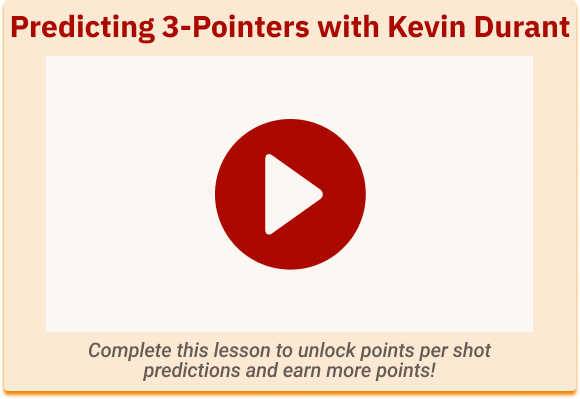 Predicting 3-Pointers with Kevin Durant
Complete this lesson to unlock points per shot
predictions and earn more points!